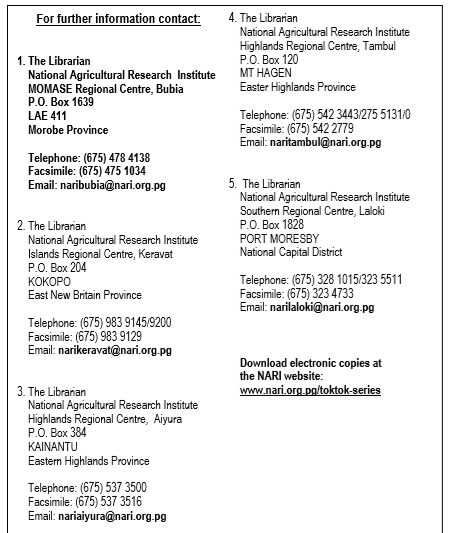 For further information contact:
1. The Librarian
National Agricultural Research Institute
MOMASE Regional Centre, Bubia
P.O. Box 1639
LAE 411
Morobe Province
Telephone: (675) 478 4138
Facsimile: (675) 475 1034
Email: naribubia@nari.org.pg
2. The Librarian
National Agricultural Research Institute
Islands Regional Centre, Keravat
P.O. Box 204
KOKOPO
East New Britain Province
Telephone: (675) 983 9145/9200
Facsimile: (675) 983 9129
Email: narikeravat@nari.org.pg
3. The Librarian
National Agricultural Research Institute
Highlands Regional Centre, Aiyura
P.O. Box 384
KAINANTU
Eastern Highlands Province
Telephone: (675) 537 3500
Facsimile: (675) 537 3516
Email: nariaiyura@nari.org.pg
4. The Librarian
National Agricultural Research Institute
Highlands Regional Centre, Tambul
P.O. Box 120
MT HAGEN
Easter Highlands Province
Telephone: (675) 542 3443/275 5131/0
Facsimile: (675) 542 2779
Email: naritambul@nari.org.pg
5. The Librarian
National Agricultural Research Institute
Southern Regional Centre, Laloki
P.O. Box 1828
PORT MORESBY
National Capital District
Telephone: (675) 328 1015/323 5511
Facsimile: (675) 323 4733
Email: narilaloki@nari.org.pg
Download electronic copies at
the NARI website:
www.nari.org.pg/toktok-series